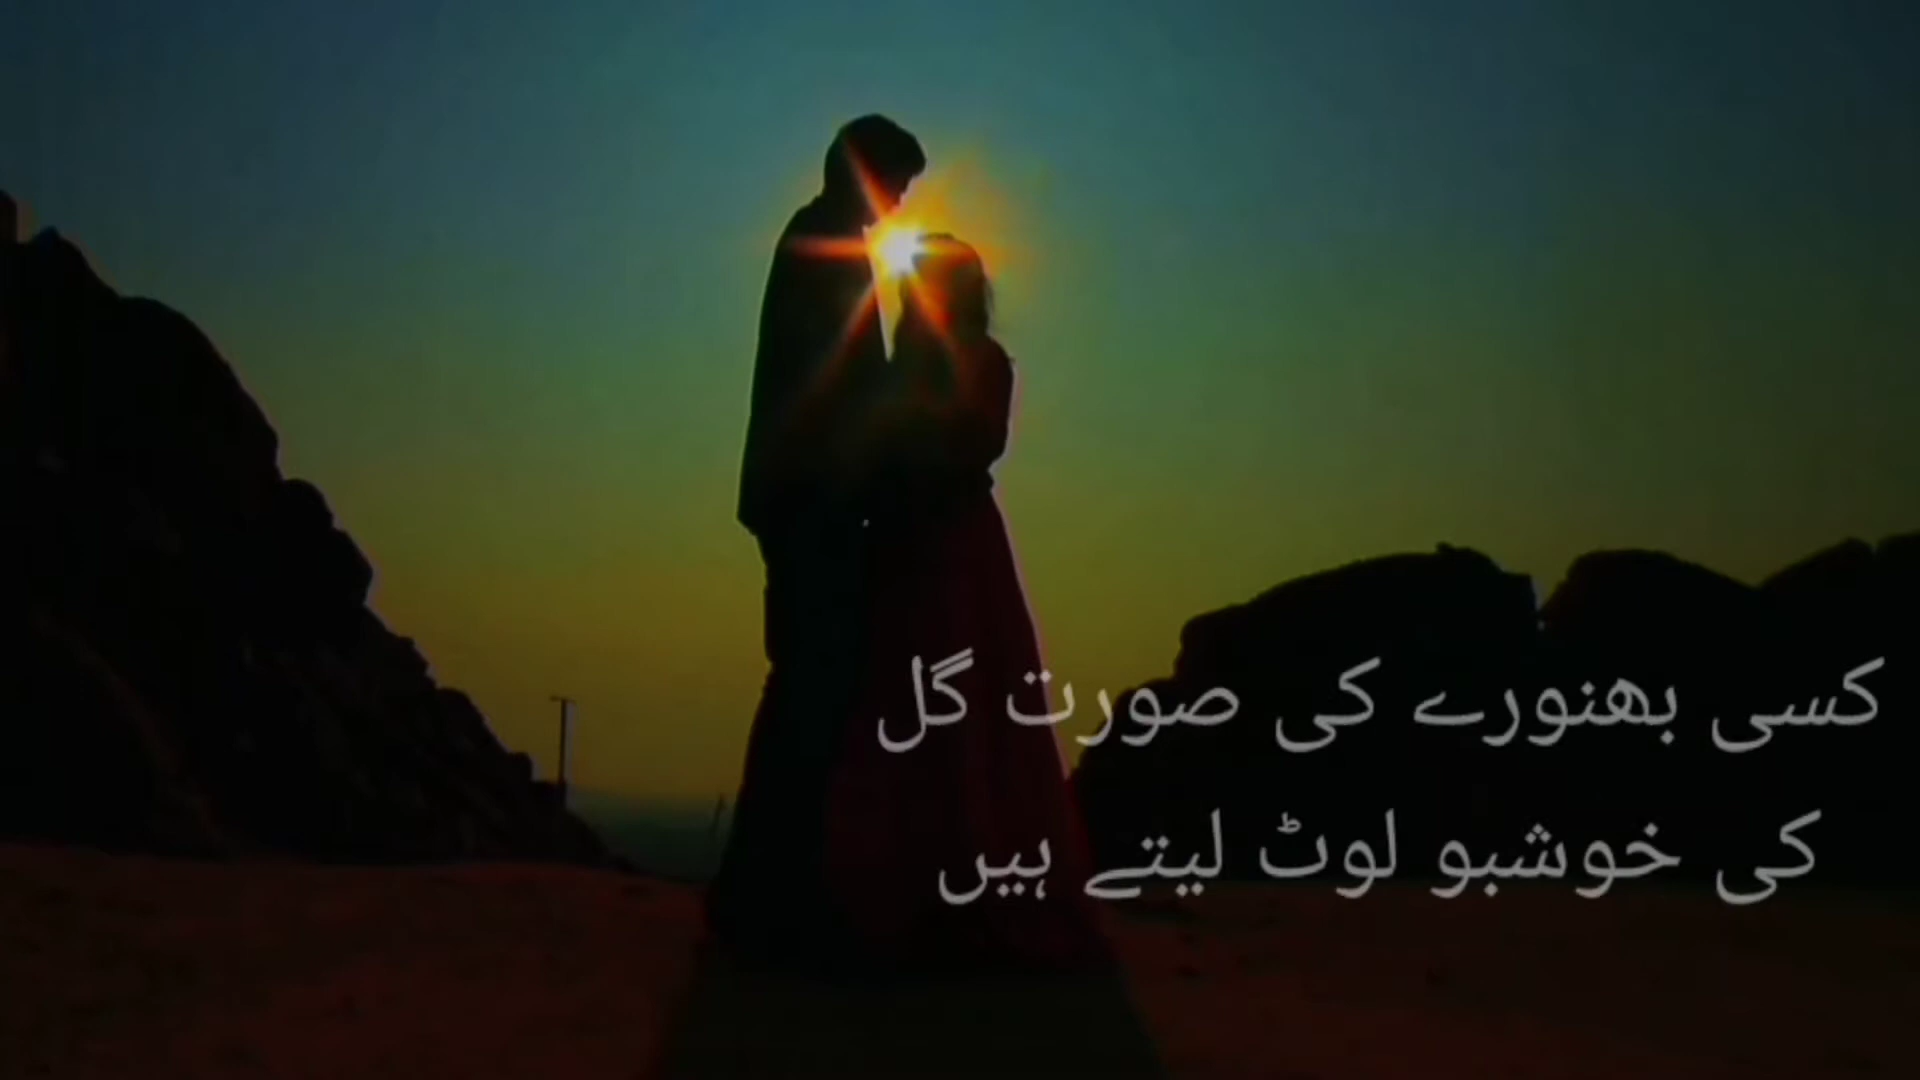 کسی بھنورے کی صورت گل
کی خوشبو لوٹ لیتے ہیں